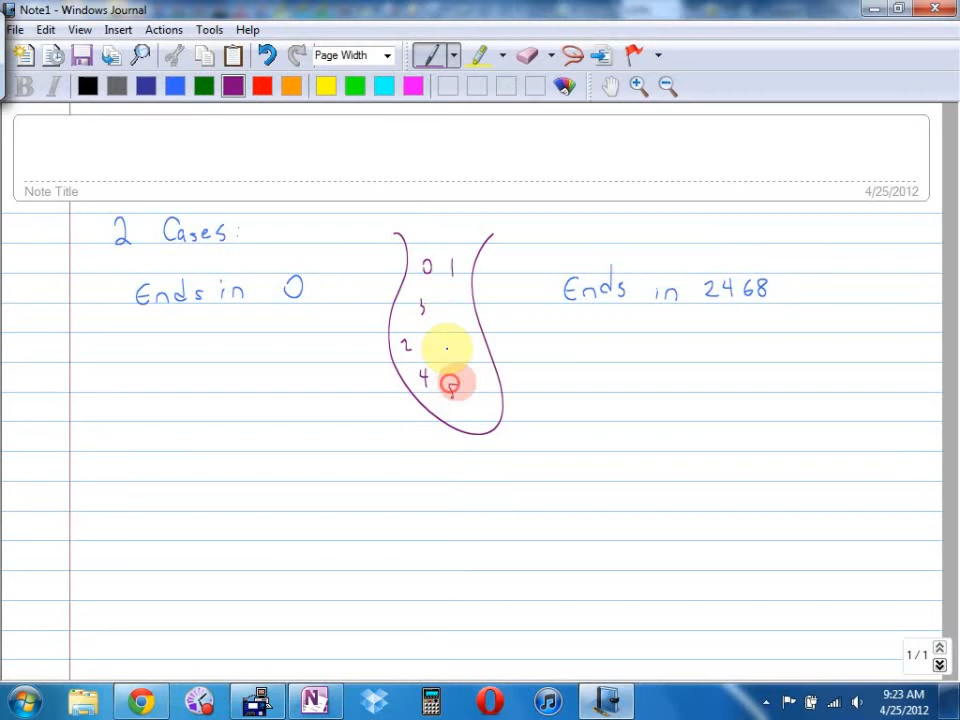 Note1 - Windows Journal
File Edit View Insert Actions Tools Help
Page Width
B I
Note Title
4/25/2012
2 Cases:
0 1
Ends in 0
Ends in 2468
2
4
1 / 1
9:23 AM
4/25/2012